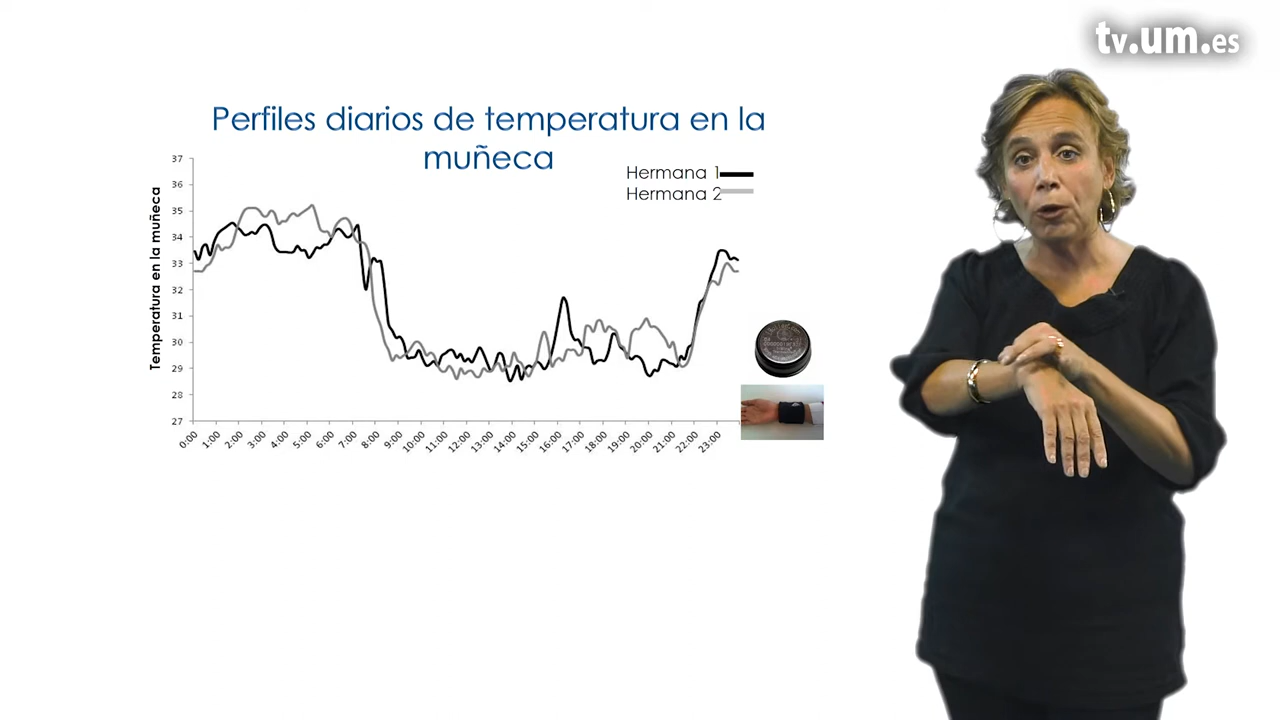 tv.um.es
Perfiles diarios de temperatura en la
muñeca
Hermana 1
Hermana 2
Temperatura en la muñeca
37
36
35
34
33
32
31
30
29
28
27
0:00 1:00 2:00 3:00 4:00 5:00 6:00 7:00 8:00 9:00 10:00 11:00 12:00 13:00 14:00 15:00 16:00 17:00 18:00 19:00 20:00 21:00 22:00 23:00